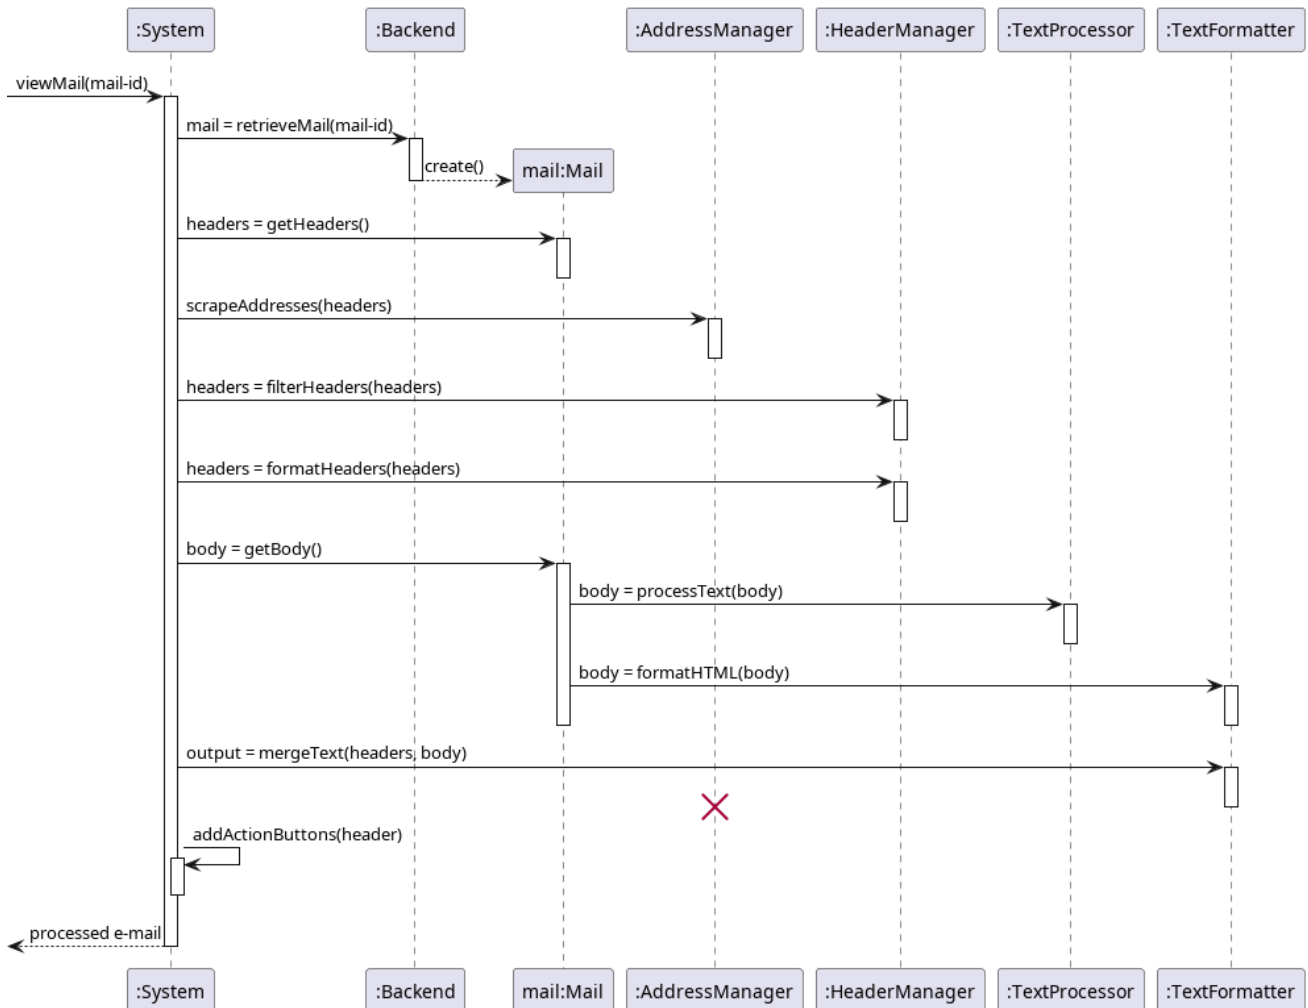 :System
:Backend
:AddressManager
:HeaderManager
:TextProcessor
:TextFormatter
viewMail(mail-id)
mail = retrieveMail(mail-id)
create()
mail:Mail
headers = getHeaders()
scrapeAddresses(headers)
headers = filterHeaders(headers)
headers = formatHeaders(headers)
body = getBody()
body = processText(body)
body = formatHTML(body)
output = mergeText(headers, body)
addActionButtons(header)
processed e-mail
:System
:Backend
mail:Mail
:AddressManager
:HeaderManager
:TextProcessor
:TextFormatter